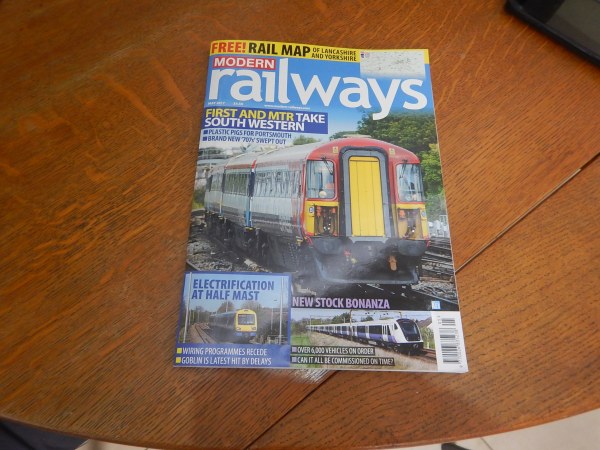 FREE! RAIL MAP OF LANCASHIRE
AND YORKSHIRE
MODERN
railways
FIRST AND MTR TAKE
SOUTH WESTERN
PLASTIC PIGS FOR PORTSMOUTH
BRAND NEW '707s' SWEPT OUT
ELECTRIFICATION
AT HALF MAST
WIRING PROGRAMMES RECEDE
GOBLIN IS LATEST HIT BY DELAYS
NEW STOCK BONANZA
OVER 6,000 VEHICLES ON ORDER
CAN IT ALL BE COMMISSIONED ON TIME?